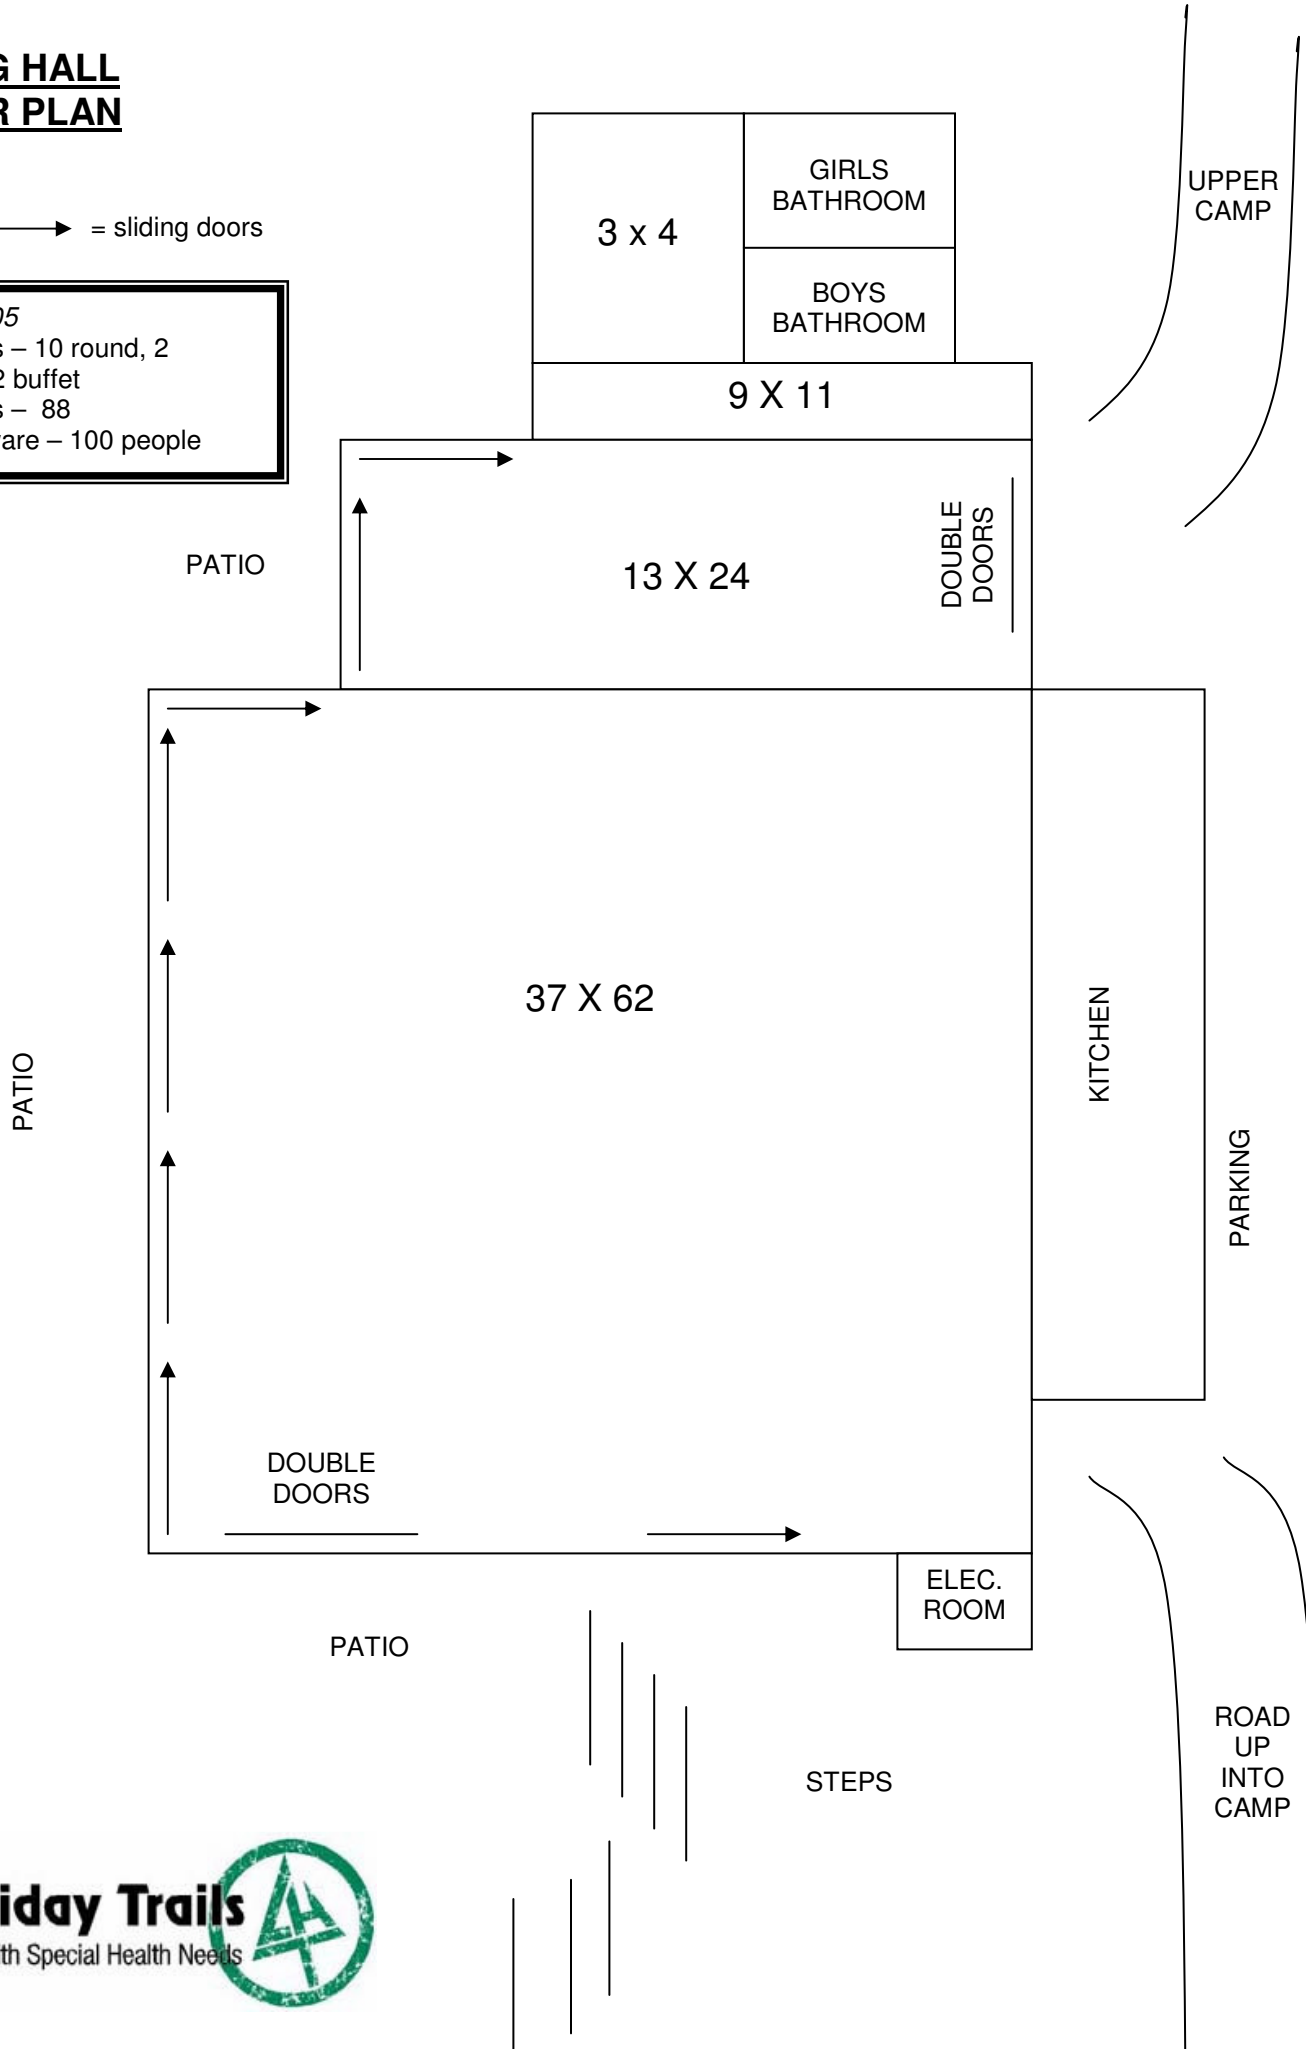 G HALL
R PLAN
= sliding doors
05
s – 10 round, 2
2 buffet
s –  88
are – 100 people
GIRLS
BATHROOM
3 x 4
BOYS
BATHROOM
UPPER
CAMP
9 X 11
PATIO
13 X 24
DOUBLE
DOORS
37 X 62
PATIO
KITCHEN
PARKING
DOUBLE
DOORS
ELEC.
ROOM
PATIO
STEPS
ROAD
UP
INTO
CAMP
iday Trails
th Special Health Needs